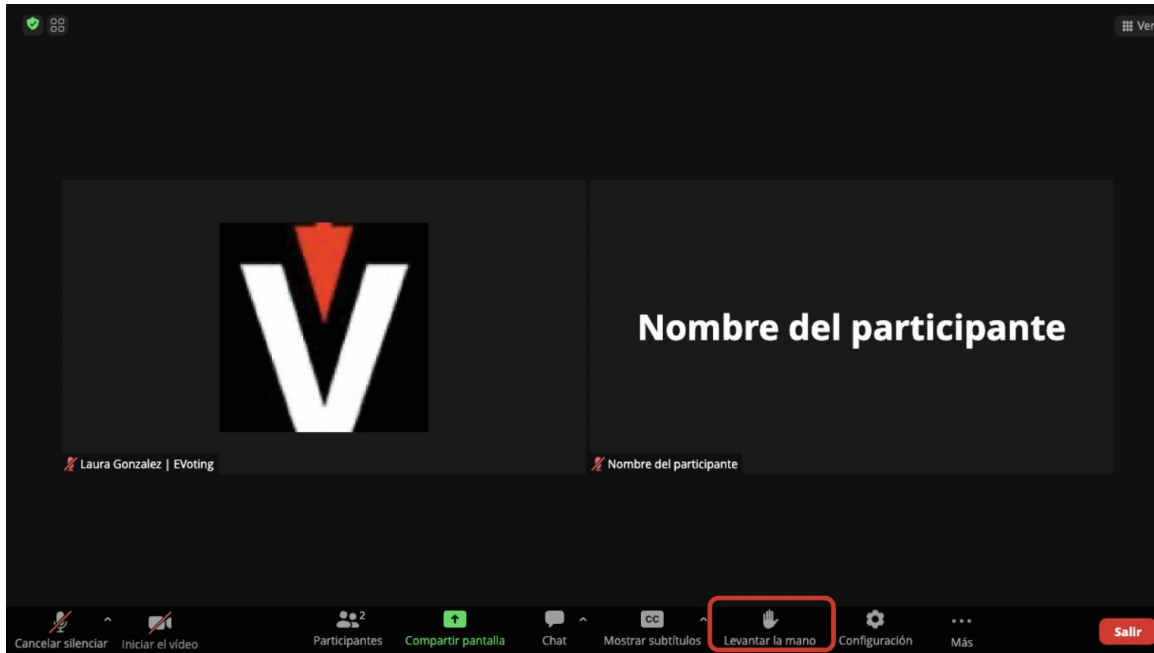 Ver
Nombre del participante
Laura Gonzalez | EVoting
Nombre del participante
Cancelar silenciar
Iniciar el vídeo
2
Participantes
Compartir pantalla
Chat
CC
Mostrar subtítulos
Levantar la mano
Configuración
Más
Salir